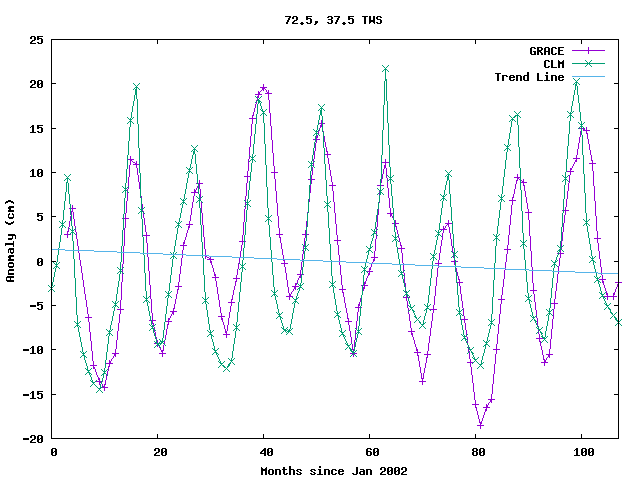 72.5, 37.5 TWS
GRACE
CLM
Trend Line
25
20
15
10
5
0
-5
-10
-15
-20
Anomaly (cm)
0 20 40 60 80 100
Months since Jan 2002